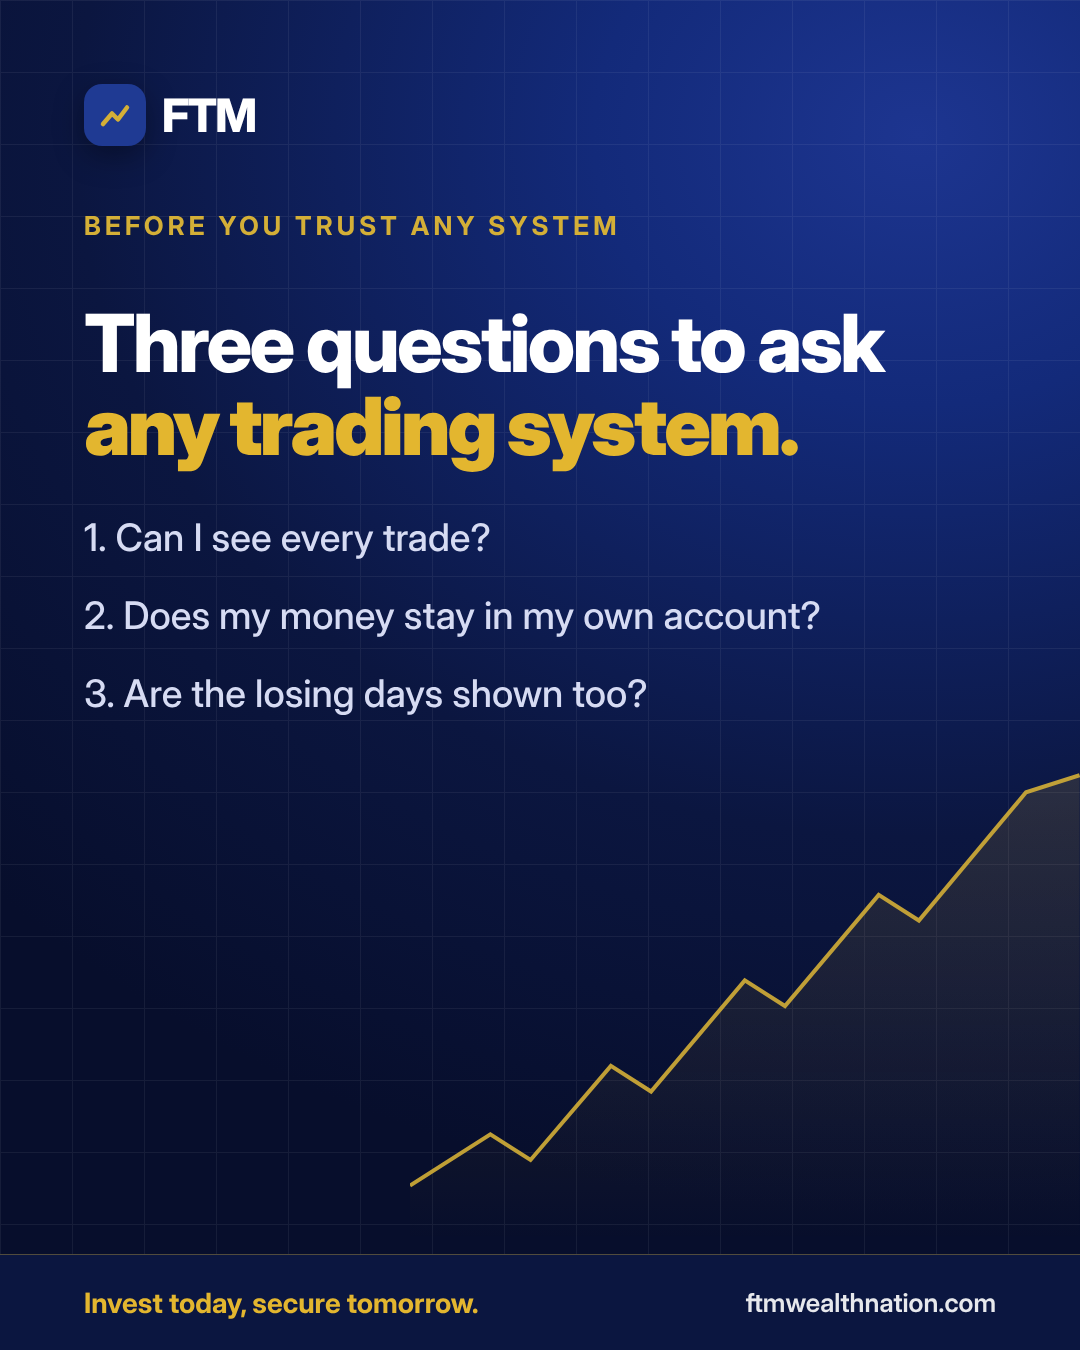 FTM
BEFORE YOU TRUST ANY SYSTEM
Three questions to ask
any trading system.
1. Can I see every trade?
2. Does my money stay in my own account?
3. Are the losing days shown too?
Invest today, secure tomorrow.
ftmwealthnation.com